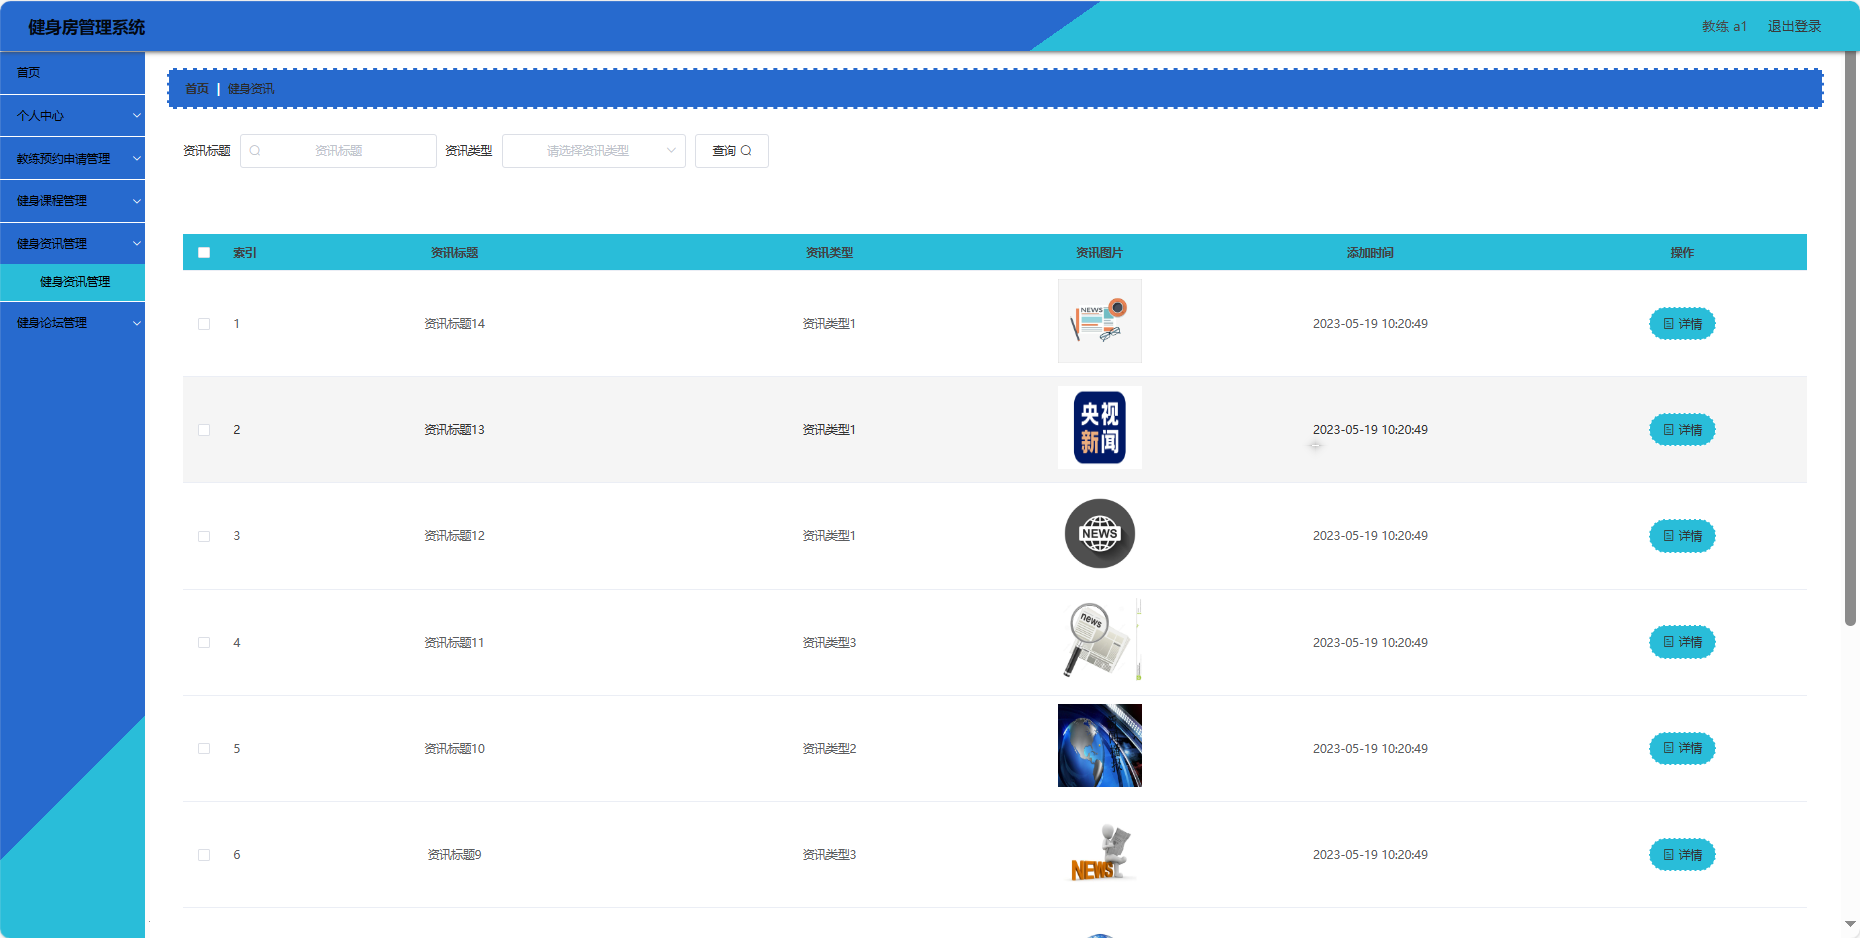 健身房管理系统
教练 a1 退出登录
首页
个人中心
教练预约申请管理
健身课程管理
健身资讯管理
健身资讯管理
健身论坛管理
首页 | 健身资讯
资讯标题 资讯标题 资讯类型 请选择资讯类型 查询
索引 资讯标题 资讯类型 资讯图片 添加时间 操作
1 资讯标题14 资讯类型1 NEWS 2023-05-19 10:20:49 详情
2 资讯标题13 资讯类型1 央视新闻 2023-05-19 10:20:49 详情
3 资讯标题12 资讯类型1 NEWS 2023-05-19 10:20:49 详情
4 资讯标题11 资讯类型3 news 2023-05-19 10:20:49 详情
5 资讯标题10 资讯类型2 2023-05-19 10:20:49 详情
6 资讯标题9 资讯类型3 NEWS 2023-05-19 10:20:49 详情